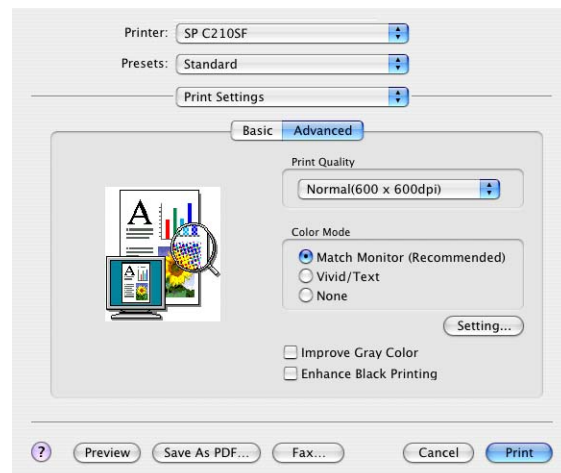 Printer: SP C210SF
Presets: Standard
Print Settings
Basic Advanced
Print Quality
Normal(600 x 600dpi)
Color Mode
Match Monitor (Recommended)
Vivid/Text
None
Setting...
Improve Gray Color
Enhance Black Printing
? Preview Save As PDF... Fax... Cancel Print
A
A